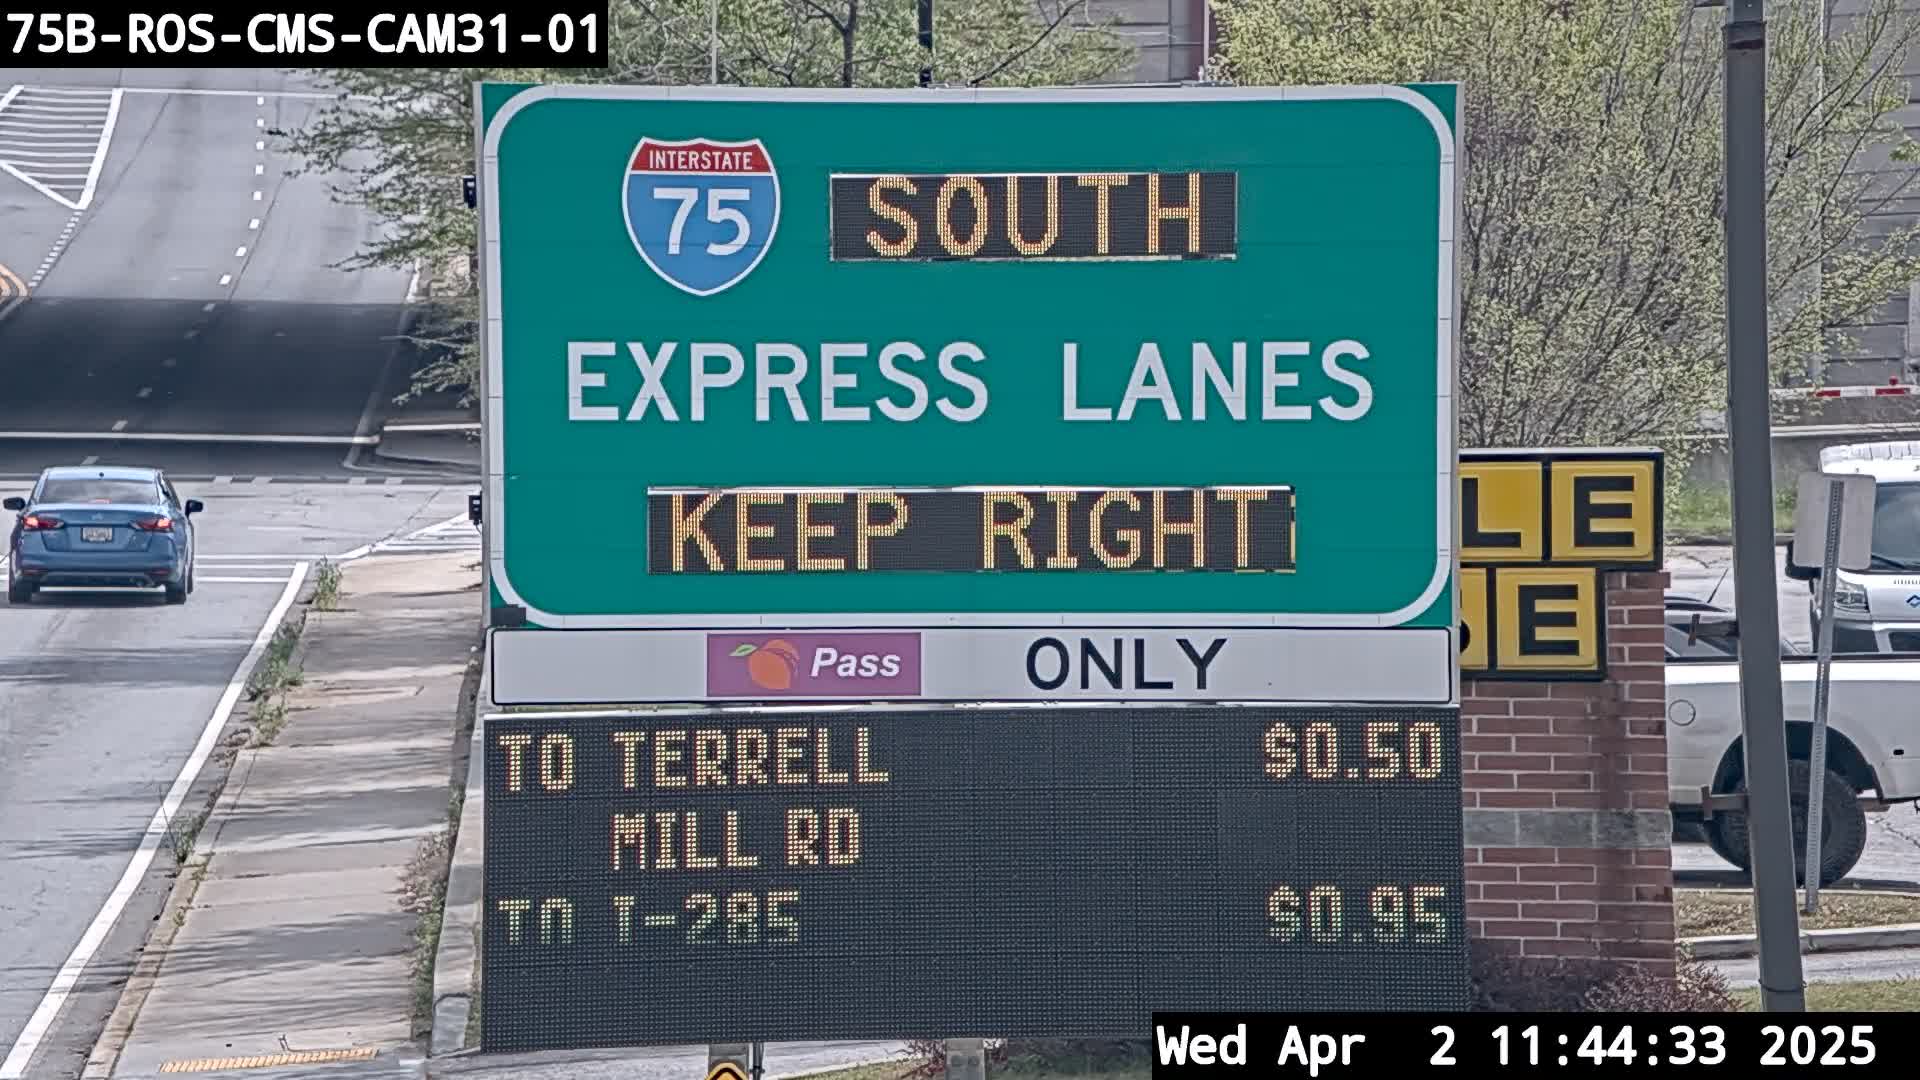 75B-ROS-CMS-CAM31-01
INTERSTATE
75
SOUTH
EXPRESS LANES
KEEP RIGHT
Pass ONLY
TO TERRELL $0.50
MILL RD
TO I-285 $0.95
LE
E
Wed Apr 2 11:44:33 2025